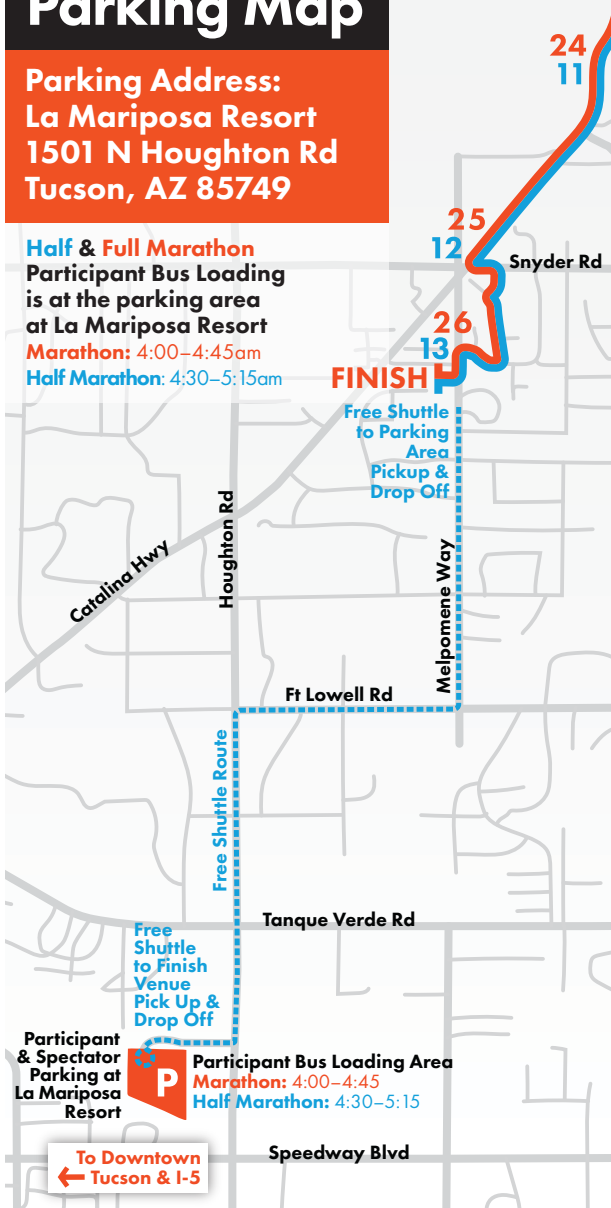 Parking Map
Parking Address:
La Mariposa Resort
1501 N Houghton Rd
Tucson, AZ 85749
24
11
25
12
Snyder Rd
Half & Full Marathon
Participant Bus Loading
is at the parking area
at La Mariposa Resort
Marathon: 4:00–4:45am
Half Marathon: 4:30–5:15am
26
13
FINISH
Free Shuttle
to Parking
Area
Pickup &
Drop Off
Houghton Rd
Catalina Hwy
Melpomene Way
Ft Lowell Rd
Free Shuttle Route
Tanque Verde Rd
Free
Shuttle
to Finish
Venue
Pick Up &
Drop Off
Participant
& Spectator
Parking at
La Mariposa
Resort
P
Participant Bus Loading Area
Marathon: 4:00–4:45
Half Marathon: 4:30–5:15
Speedway Blvd
To Downtown
Tucson & I-5